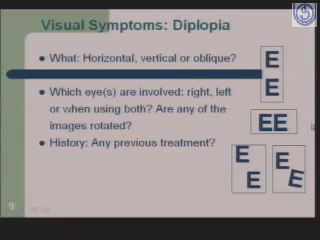 Visual Symptoms: Diplopia
What: Horizontal, vertical or oblique?
Which eye(s) are involved: right, left
or when using both? Are any of the
images rotated?
History: Any previous treatment?
E
E
EE
E
E
E
E
9